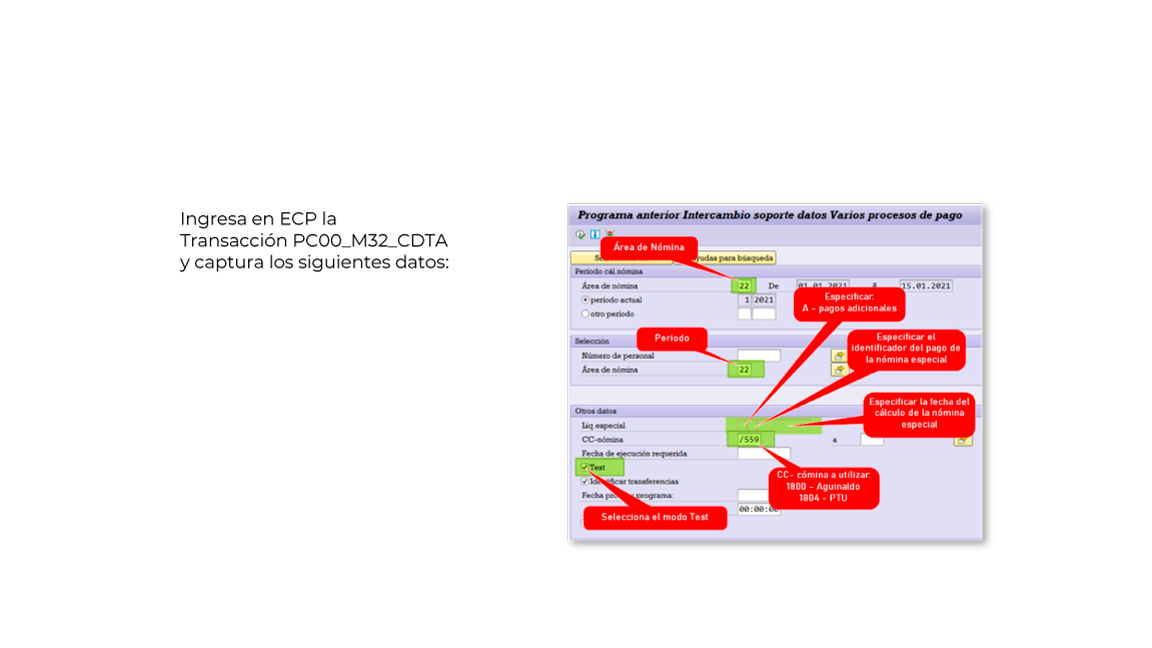 Ingresa en ECP la
Transacción PC00_M32_CDTA
y captura los siguientes datos:
Programa anterior Intercambio soporte datos Varios procesos de pago
Área de Nómina
para búsqueda
Período cál.nómina
Área de nómina 22 De 01.01.2021 A 15.01.2021
período actual 1 2021
otro período
Especificar:
A - pagos adicionales
Selección
Periodo
Número de personal
Área de nómina 22
Especificar el
identificador del pago de
la nómina especial
Otros datos
Liq.especial
CC-nómina /559 a
Fecha de ejecución requerida
Especificar la fecha del
cálculo de la nómina
especial
Test
Identificar transferencias
Fecha programa:
00:00:00
CC- cómina a utilizar:
1800 - Aguinaldo
1804 - PTU
Selecciona el modo Test